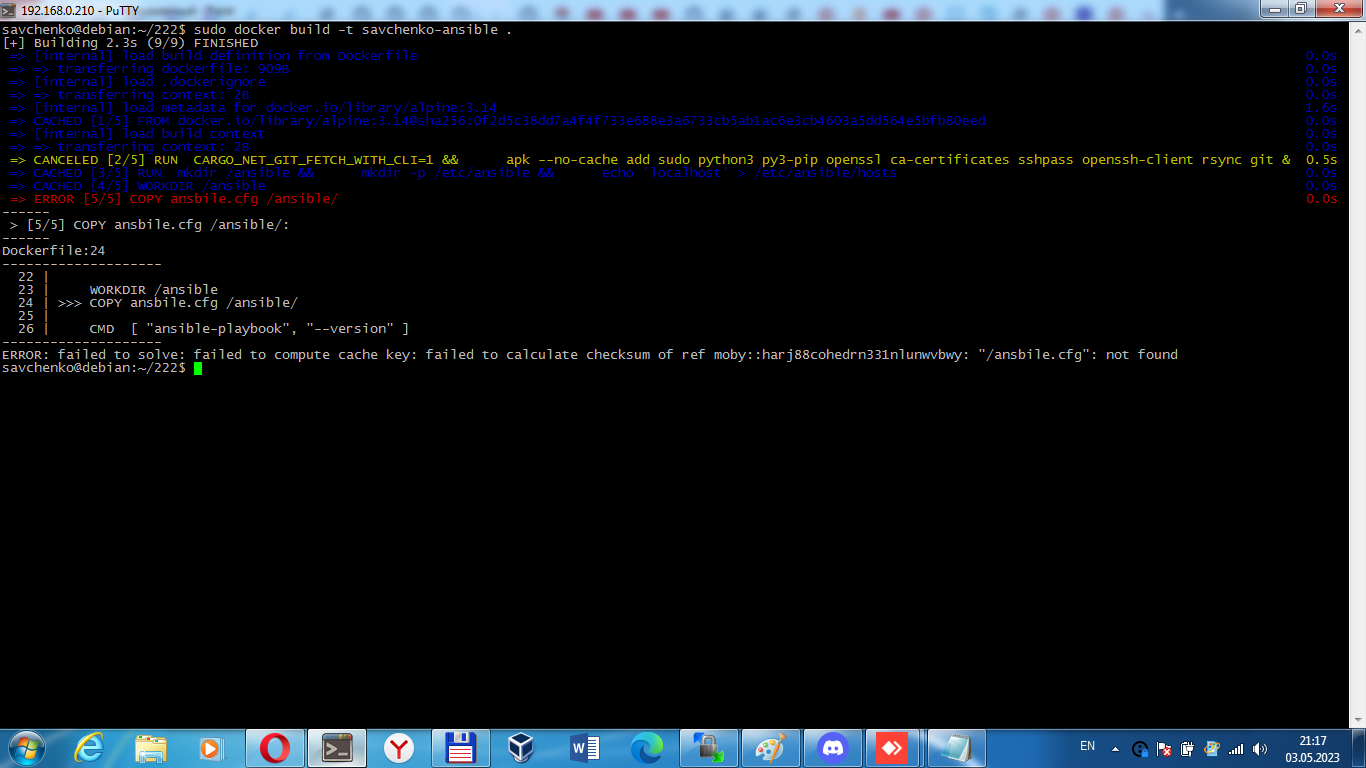 192.168.0.210 - PuTTY
savchenko@debian:~/222$ sudo docker build -t savchenko-ansible .
[+] Building 2.3s (9/9) FINISHED
=> [internal] load build definition from Dockerfile 0.0s
=> => transferring dockerfile: 909B 0.0s
=> [internal] load .dockerignore 0.0s
=> => transferring context: 2B 0.0s
=> [internal] load metadata for docker.io/library/alpine:3.14 1.6s
=> CACHED [1/5] FROM 0.0s
=> [internal] load build context 0.0s
=> => transferring context: 2B 0.0s
=> CANCELED [2/5] RUN CARGO_NET_GIT_FETCH_WITH_CLI=1 && apk --no-cache add sudo python3 py3-pip openssl ca-certificates sshpass openssh-client rsync git & 0.5s
=> CACHED [3/5] RUN mkdir /ansible && mkdir -p /etc/ansible && echo 'localhost' > /etc/ansible/hosts 0.0s
=> CACHED [4/5] WORKDIR /ansible 0.0s
=> ERROR [5/5] COPY ansbile.cfg /ansible/ 0.0s
------
> [5/5] COPY ansbile.cfg /ansible/:
------
Dockerfile:24
--------------------
22 |
23 | WORKDIR /ansible
24 | >>> COPY ansbile.cfg /ansible/
25 |
26 | CMD [ "ansible-playbook", "--version" ]
--------------------
ERROR: failed to solve: failed to compute cache key: failed to calculate checksum of ref moby::harj88cohedrn331nlunwvbwy: "/ansbile.cfg": not found
savchenko@debian:~/222$
EN
21:17
03.05.2023